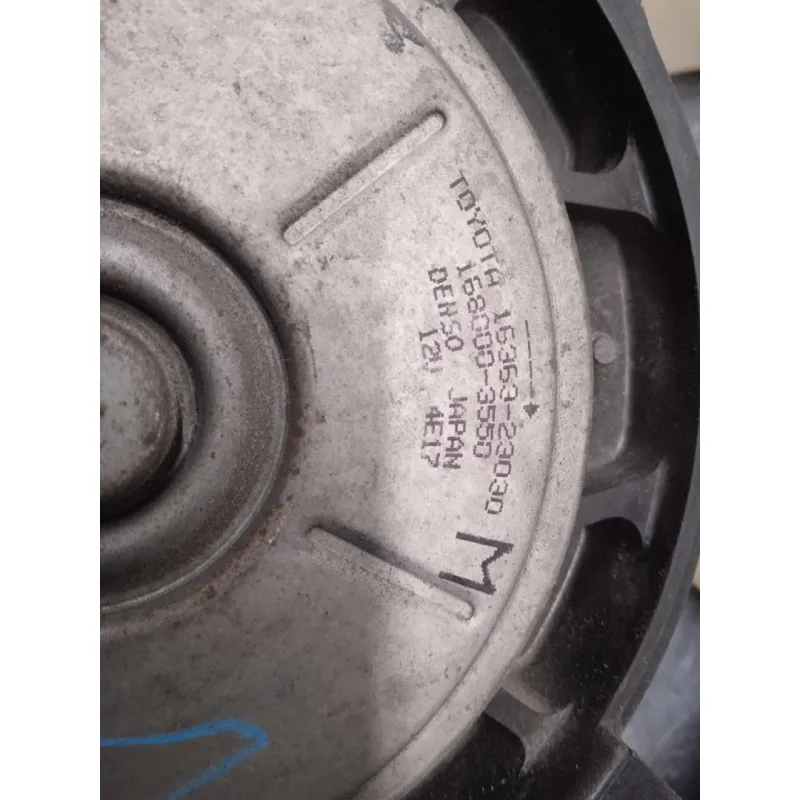 TOYOTA 16363-23030
168000-3550
DENSO JAPAN
12V 4E17
M